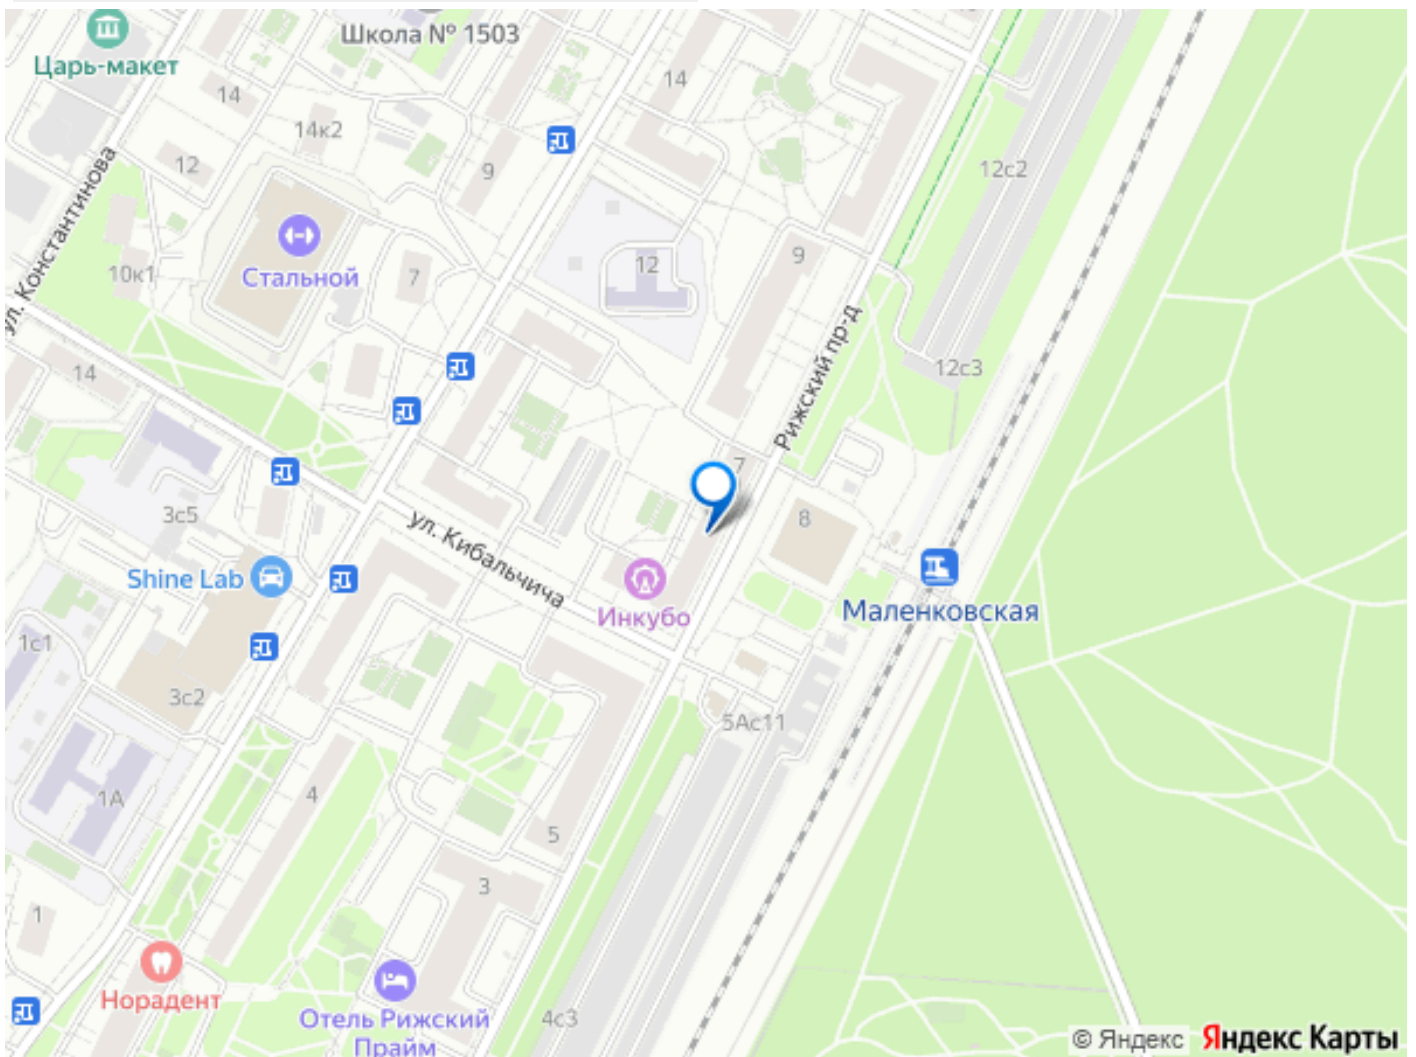 Школа № 1503
Царь-макет
14
14
14к2
12
9
12с2
ул. Константинова
Стальной
10к1
7
12
9
Рижский пр-д
12с3
14
7
3с5
ул. Кибальчича
8
Shine Lab
Инкубо
Маленковская
1с1
3с2
5Ас11
1А
4
5
3
1
Норадент
Отель Рижский
Прайм
4с3
© Яндекс Яндекс Карты